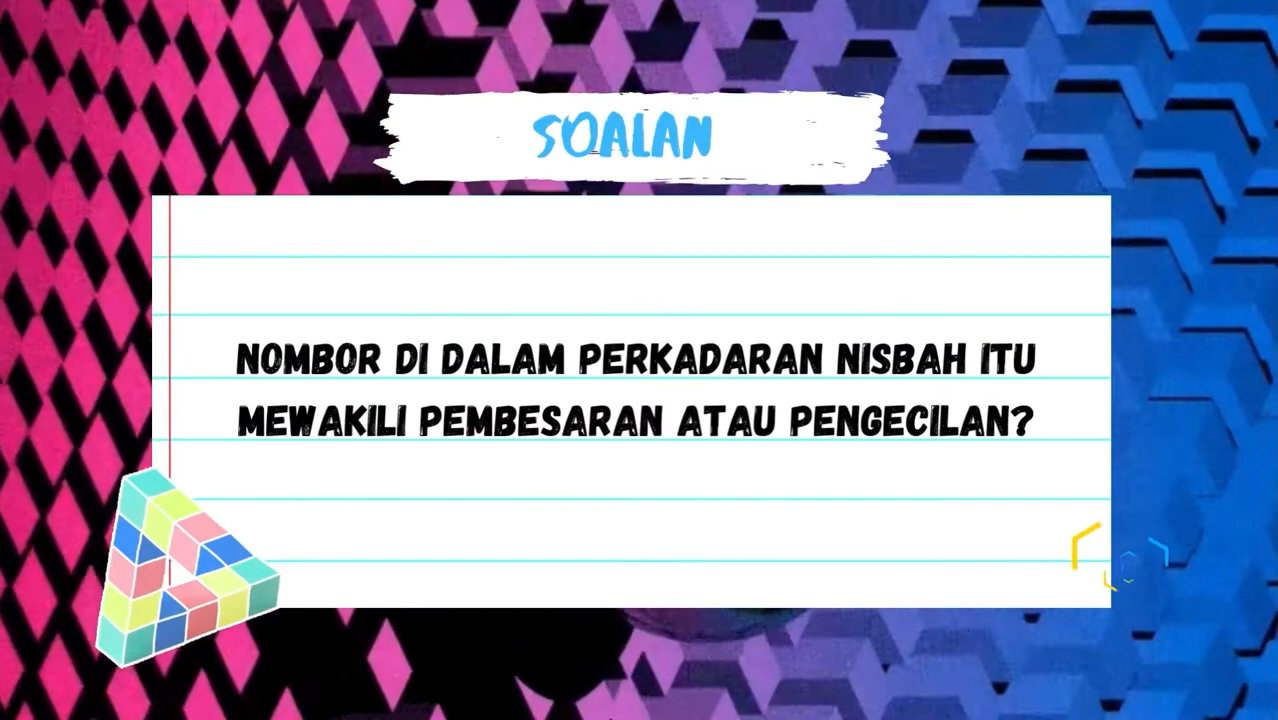 SOALAN
NOMBOR DI DALAM PERKADARAN NISBAH ITU
MEWAKILI PEMBESARAN ATAU PENGECILAN?